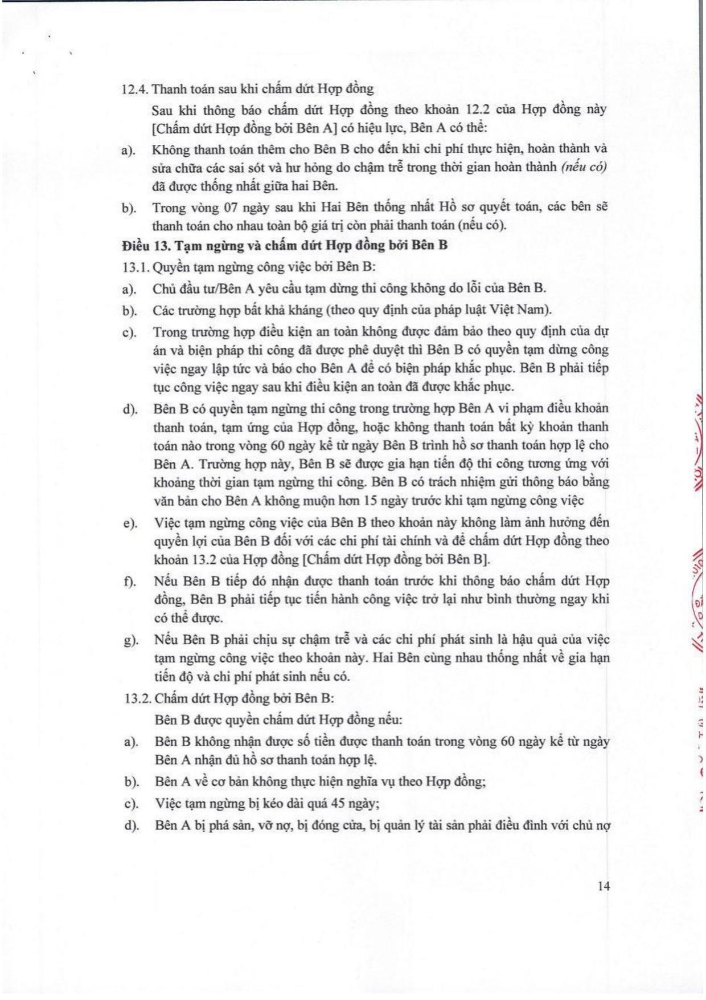 12.4. Thanh toán sau khi chấm dứt Hợp đồng
Sau khi thông báo chấm dứt Hợp đồng theo khoản 12.2 của Hợp đồng này
[Chấm dứt Hợp đồng bởi Bên A] có hiệu lực, Bên A có thể:
a). Không thanh toán thêm cho Bên B cho đến khi chi phí thực hiện, hoàn thành và
sửa chữa các sai sót và hư hỏng do chậm trễ trong thời gian hoàn thành (nếu có)
đã được thống nhất giữa hai Bên.
b). Trong vòng 07 ngày sau khi Hai Bên thống nhất Hồ sơ quyết toán, các bên sẽ
thanh toán cho nhau toàn bộ giá trị còn phải thanh toán (nếu có).
Điều 13. Tạm ngừng và chấm dứt Hợp đồng bởi Bên B
13.1. Quyền tạm ngừng công việc bởi Bên B:
a). Chủ đầu tư/Bên A yêu cầu tạm dừng thi công không do lỗi của Bên B.
b). Các trường hợp bất khả kháng (theo quy định của pháp luật Việt Nam).
c). Trong trường hợp điều kiện an toàn không được đảm bảo theo quy định của dự
án và biện pháp thi công đã được phê duyệt thì Bên B có quyền tạm dừng công
việc ngay lập tức và báo cho Bên A để có biện pháp khắc phục. Bên B phải tiếp
tục công việc ngay sau khi điều kiện an toàn đã được khắc phục.
d). Bên B có quyền tạm ngừng thi công trong trường hợp Bên A vi phạm điều khoản
thanh toán, tạm ứng của Hợp đồng, hoặc không thanh toán bất kỳ khoản thanh
toán nào trong vòng 60 ngày kể từ ngày Bên B trình hồ sơ thanh toán hợp lệ cho
Bên A. Trường hợp này, Bên B sẽ được gia hạn tiến độ thi công tương ứng với
khoảng thời gian tạm ngừng thi công. Bên B có trách nhiệm gửi thông báo bằng
văn bản cho Bên A không muộn hơn 15 ngày trước khi tạm ngừng công việc
e). Việc tạm ngừng công việc của Bên B theo khoản này không làm ảnh hưởng đến
quyền lợi của Bên B đối với các chi phí tài chính và để chấm dứt Hợp đồng theo
khoản 13.2 của Hợp đồng [Chấm dứt Hợp đồng bởi Bên B].
f). Nếu Bên B tiếp đó nhận được thanh toán trước khi thông báo chấm dứt Hợp
đồng, Bên B phải tiếp tục tiến hành công việc trở lại như bình thường ngay khi
có thể được.
g). Nếu Bên B phải chịu sự chậm trễ và các chi phí phát sinh là hậu quả của việc
tạm ngừng công việc theo khoản này. Hai Bên cùng nhau thống nhất về gia hạn
tiến độ và chi phí phát sinh nếu có.
13.2. Chấm dứt Hợp đồng bởi Bên B:
Bên B được quyền chấm dứt Hợp đồng nếu:
a). Bên B không nhận được số tiền được thanh toán trong vòng 60 ngày kể từ ngày
Bên A nhận đủ hồ sơ thanh toán hợp lệ.
b). Bên A về cơ bản không thực hiện nghĩa vụ theo Hợp đồng;
c). Việc tạm ngừng bị kéo dài quá 45 ngày;
d). Bên A bị phá sản, vỡ nợ, bị đóng cửa, bị quản lý tài sản phải điều đình với chủ nợ
14